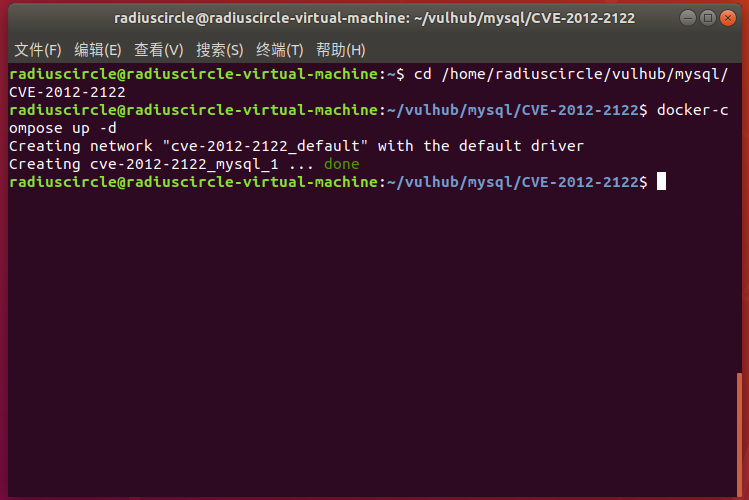 radiuscircle@radiuscircle-virtual-machine: ~/vulhub/mysql/CVE-2012-2122
文件(F) 编辑(E) 查看(V) 搜索(S) 终端(T) 帮助(H)
radiuscircle@radiuscircle-virtual-machine:~$ cd /home/radiuscircle/vulhub/mysql/
CVE-2012-2122
radiuscircle@radiuscircle-virtual-machine:~/vulhub/mysql/CVE-2012-2122$ docker-c
ompose up -d
Creating network "cve-2012-2122_default" with the default driver
Creating cve-2012-2122_mysql_1 ... done
radiuscircle@radiuscircle-virtual-machine:~/vulhub/mysql/CVE-2012-2122$